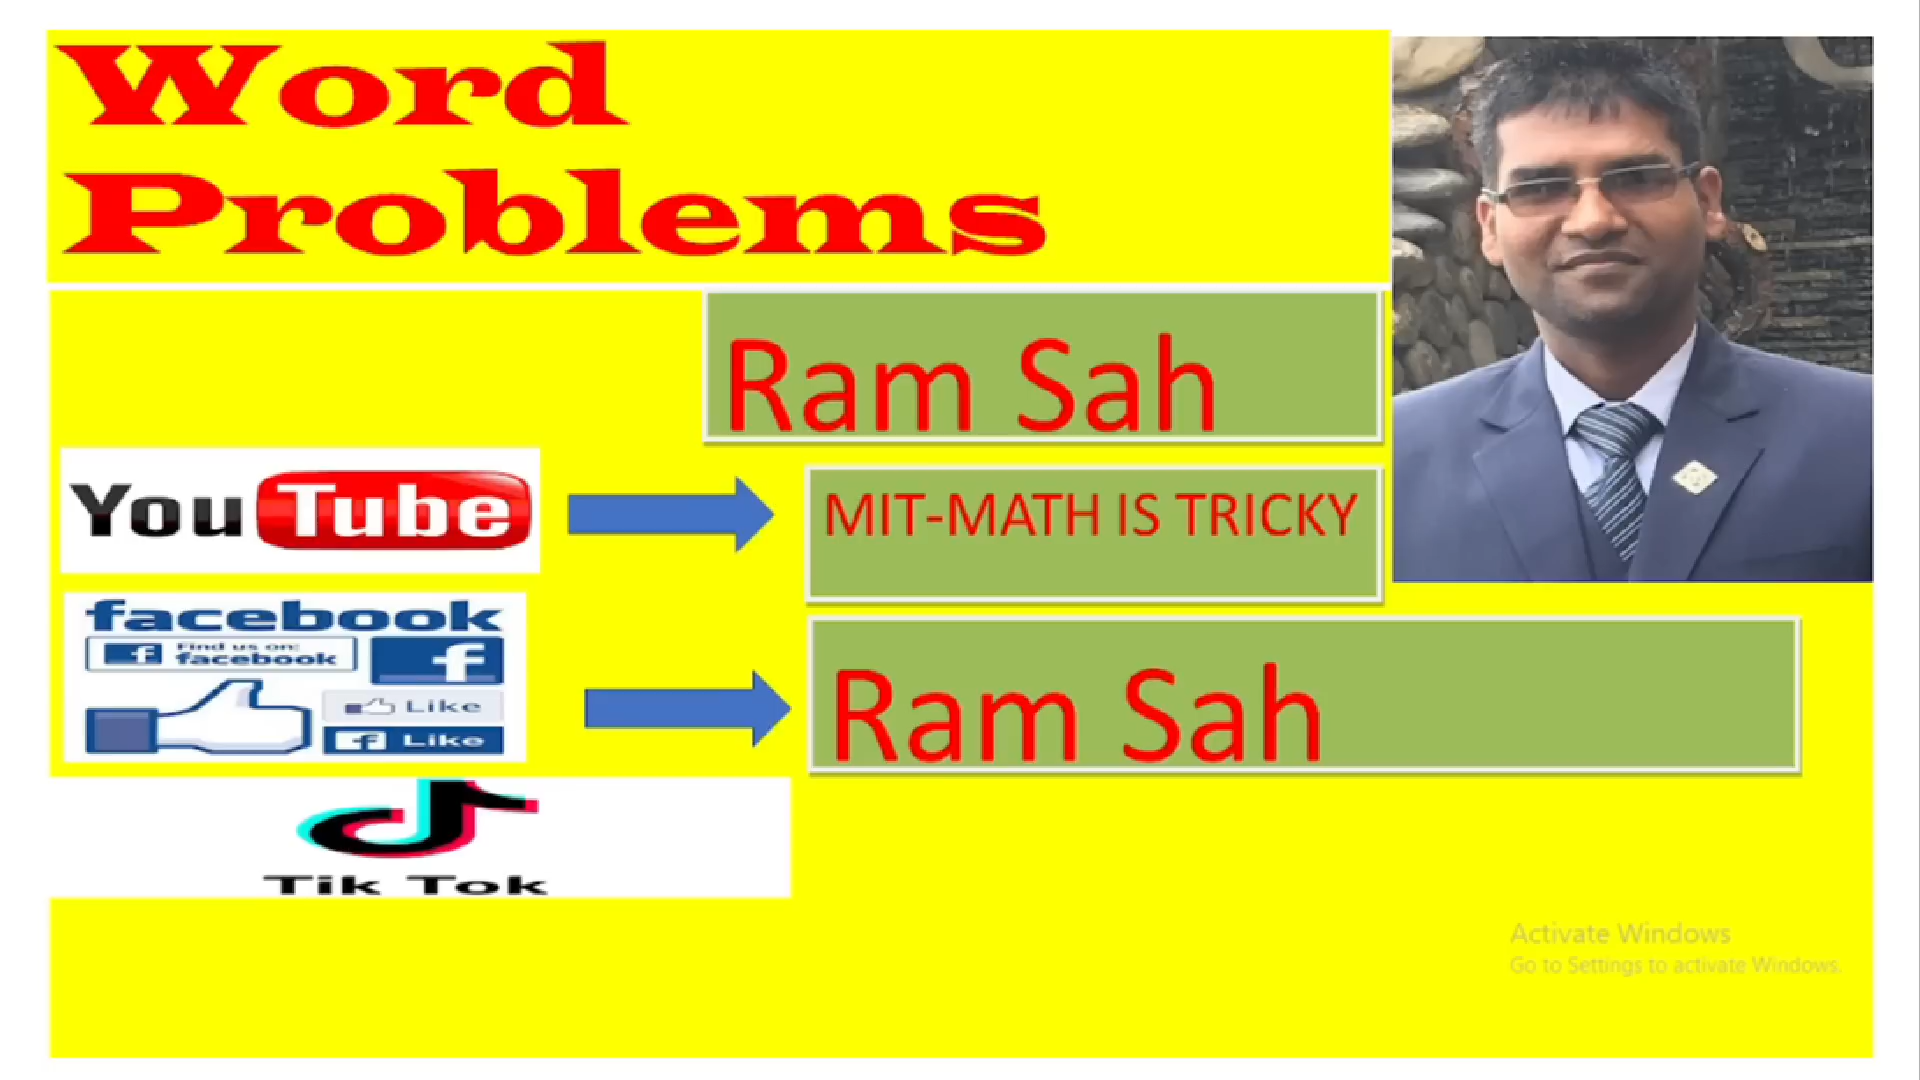 Word
Problems
Ram Sah
YouTube
MIT-MATH IS TRICKY
facebook
Find us on:
facebook
Like
Like
Ram Sah
Tik Tok
Activate Windows
Go to Settings to activate Windows.